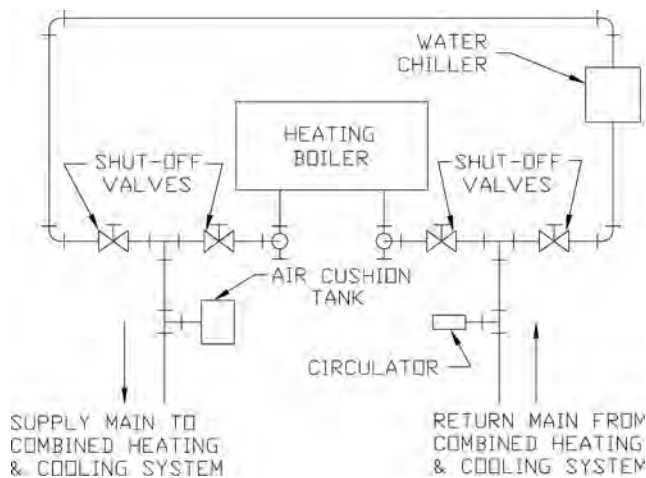 WATER
CHILLER
HEATING
BOILER
SHUT-OFF
VALVES
SHUT-OFF
VALVES
AIR CUSHION
TANK
CIRCULATOR
SUPPLY MAIN TO
COMBINED HEATING
& COOLING SYSTEM
RETURN MAIN FROM
COMBINED HEATING
& COOLING SYSTEM